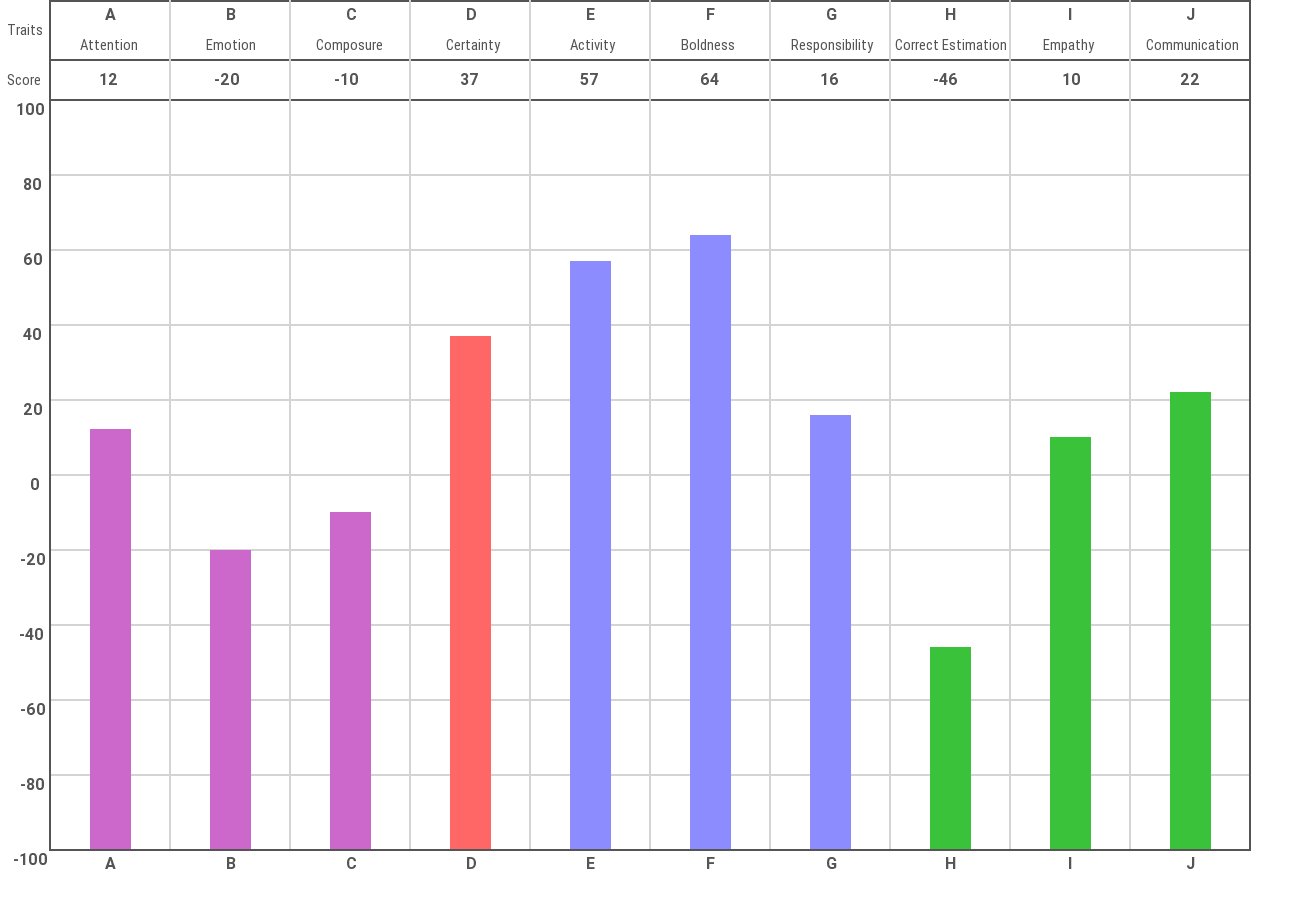 A B C D E F G H I J
Traits
Attention Emotion Composure Certainty Activity Boldness Responsibility Correct Estimation Empathy Communication
Score 12 -20 -10 37 57 64 16 -46 10 22
100
80
60
40
20
0
-20
-40
-60
-80
-100
A B C D E F G H I J